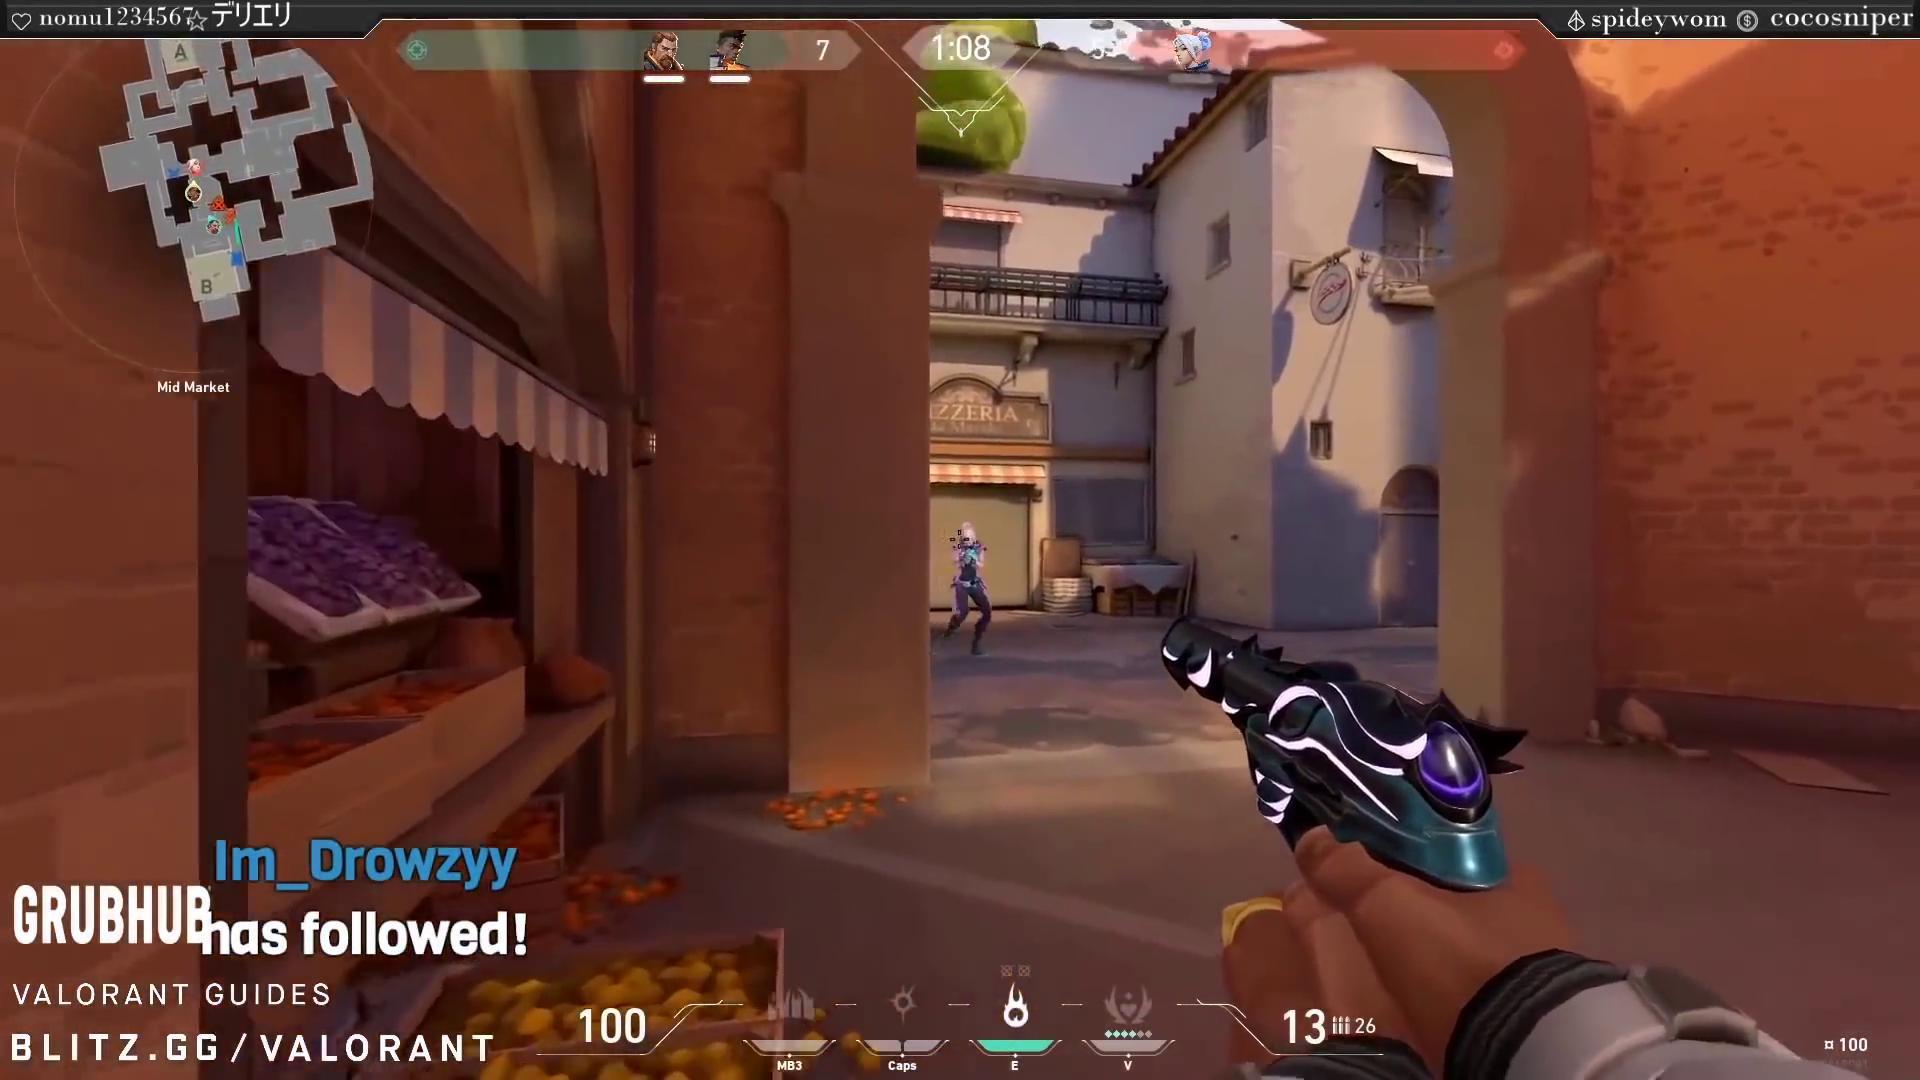 nomu1234567 デリエリ
spideywom cocosniper
7 1:08
A
B
Mid Market
PIZZERIA
Im_Drowzyy
has followed!
GRUBHUB
VALORANT GUIDES
BLITZ.GG/VALORANT
100
13 26
¤ 100
MB3 Caps E V